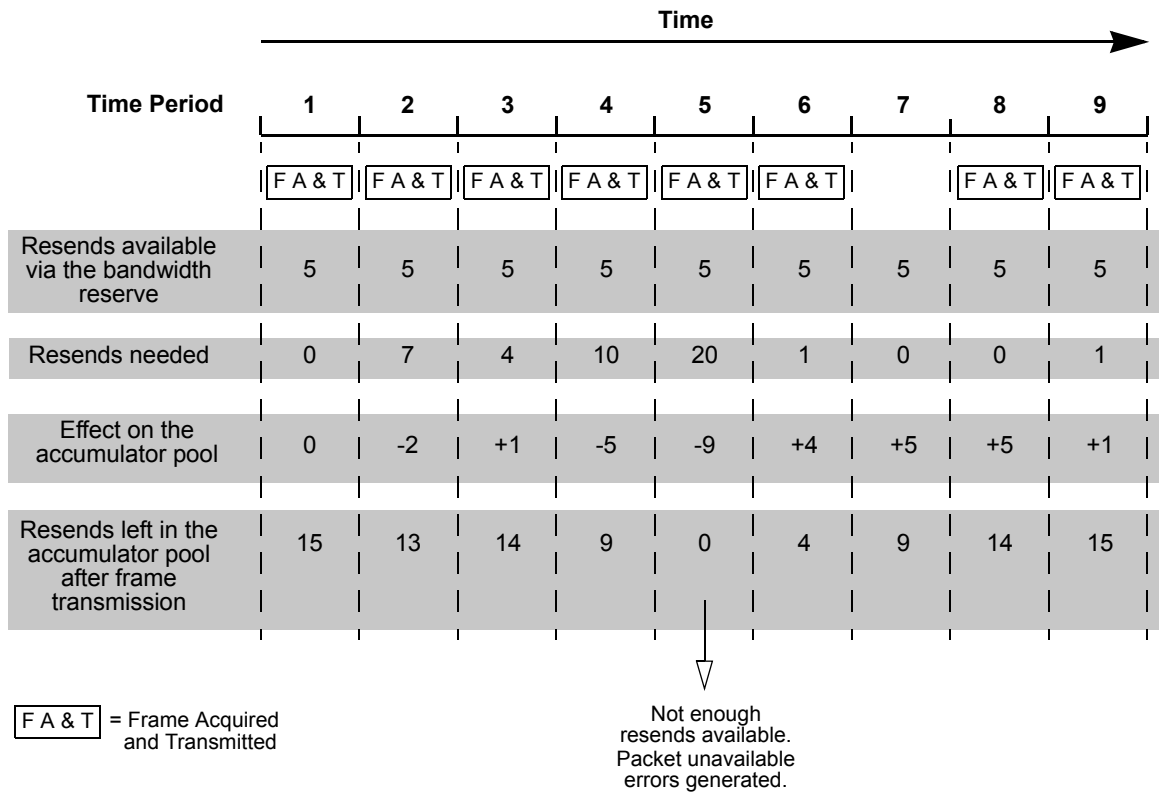 Time
Time Period 1 2 3 4 5 6 7 8 9
F A & T F A & T F A & T F A & T F A & T F A & T F A & T F A & T
Resends available
via the bandwidth
reserve
5 5 5 5 5 5 5 5 5
Resends needed 0 7 4 10 20 1 0 0 1
Effect on the
accumulator pool
0 -2 +1 -5 -9 +4 +5 +5 +1
Resends left in the
accumulator pool
after frame
transmission
15 13 14 9 0 4 9 14 15
F A & T = Frame Acquired
and Transmitted
Not enough
resends available.
Packet unavailable
errors generated.